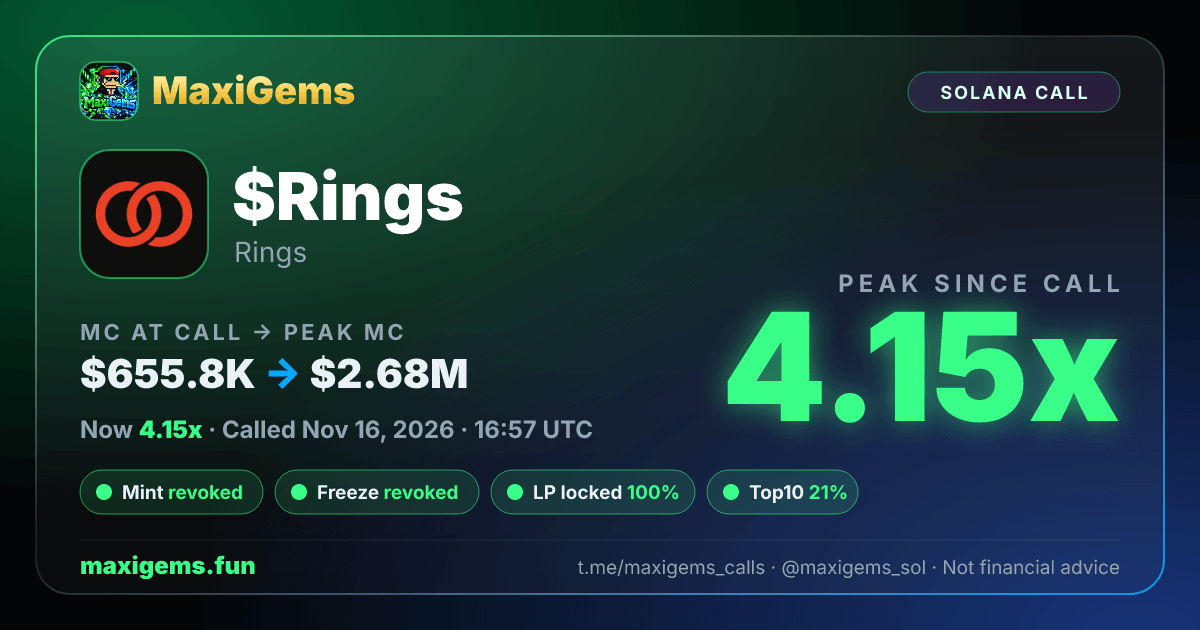 MaxiGems
MaxiGems
SOLANA CALL
$Rings
Rings
PEAK SINCE CALL
4.15x
MC AT CALL → PEAK MC
$655.8K → $2.68M
Now 4.15x · Called Nov 16, 2026 · 16:57 UTC
Mint revoked
Freeze revoked
LP locked 100%
Top10 21%
maxigems.fun
t.me/maxigems_calls · @maxigems_sol · Not financial advice